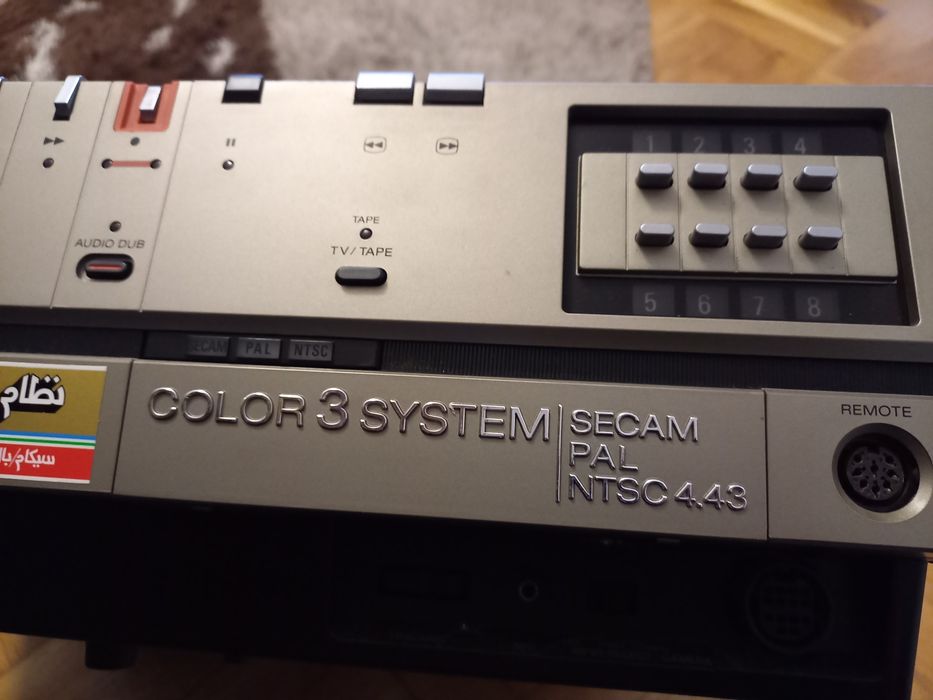 1 2 3 4
TAPE
AUDIO DUB
TV/TAPE
5 6 7 8
SECAM PAL NTSC
نظام
COLOR 3 SYSTEM
SECAM
PAL
NTSC 4.43
REMOTE
سيكام/